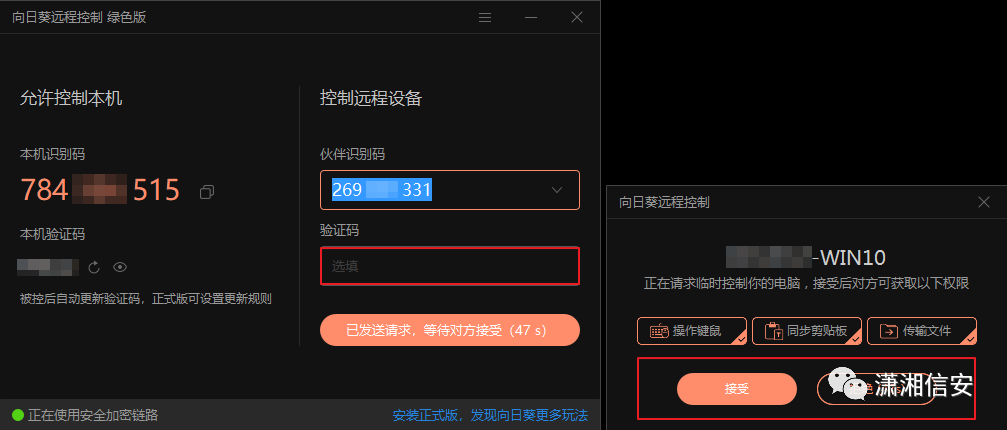 向日葵远程控制 绿色版
允许控制本机
本机识别码
784 515
本机验证码
被控后自动更新验证码，正式版可设置更新规则
控制远程设备
伙伴识别码
269 331
验证码
选填
已发送请求，等待对方接受（47 s）
正在使用安全加密链路
安装正式版，发现向日葵更多玩法
向日葵远程控制
-WIN10
正在请求临时控制你的电脑，接受后对方可获取以下权限
操作键鼠
同步剪贴板
传输文件
接受
潇湘信安